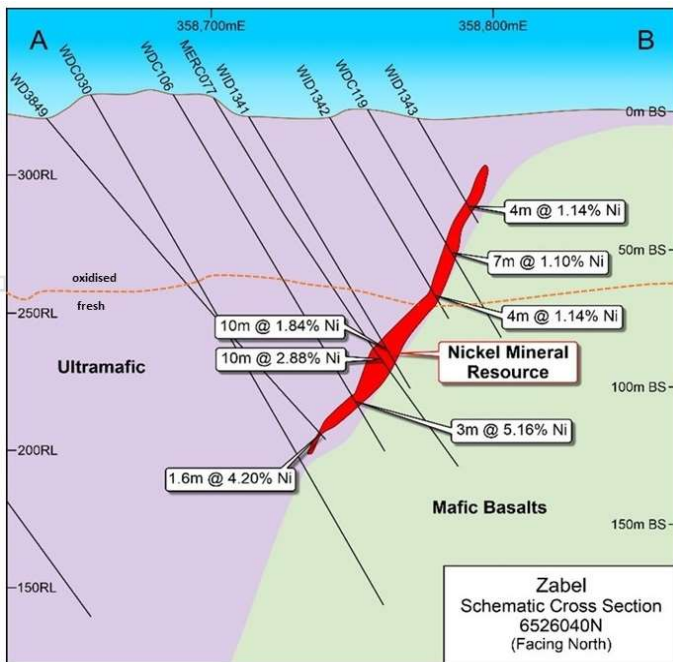 358,700mE
358,800mE
A
B
WD3849
WDC030
WDC106
MERC077
WID1341
WID1342
WDC119
WID1343
0m BS
300RL
4m @ 1.14% Ni
50m BS
7m @ 1.10% Ni
oxidised
fresh
250RL
4m @ 1.14% Ni
10m @ 1.84% Ni
10m @ 2.88% Ni
Nickel Mineral
Resource
Ultramafic
100m BS
3m @ 5.16% Ni
200RL
1.6m @ 4.20% Ni
Mafic Basalts
150m BS
150RL
Zabel
Schematic Cross Section
6526040N
(Facing North)